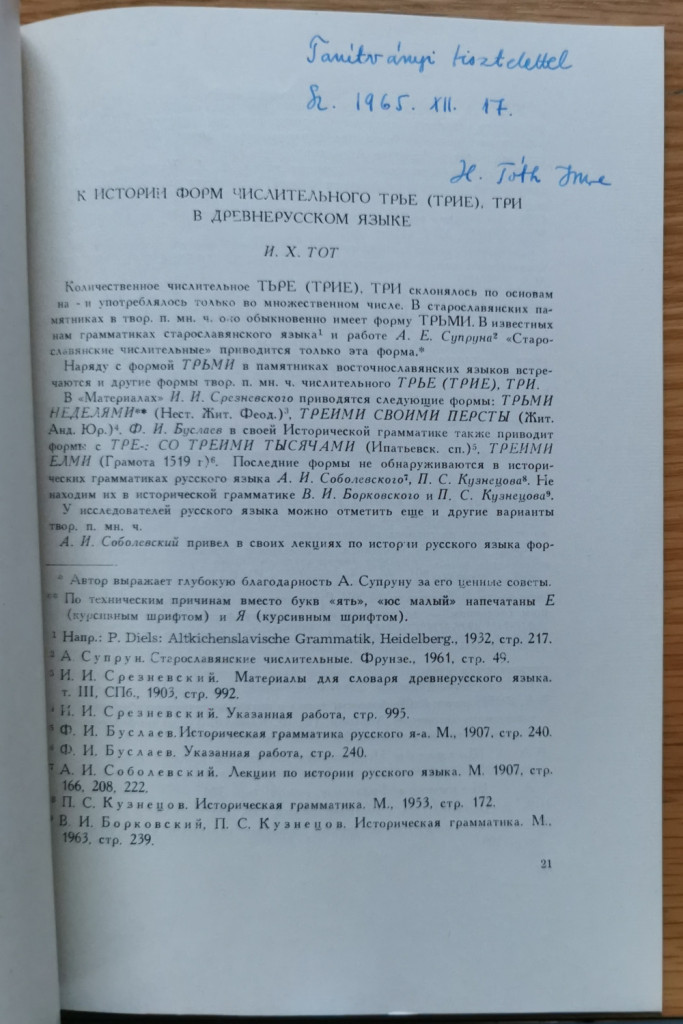 Tanítványi tisztelettel
Sz. 1965. XII. 17.
H. Tóth Imre
К ИСТОРИИ ФОРМ ЧИСЛИТЕЛЬНОГО ТРЬЕ (ТРИЕ), ТРИ
В ДРЕВНЕРУССКОМ ЯЗЫКЕ
И. Х. ТОТ
Количественное числительное ТЬРЕ (ТРИЕ), ТРИ склонялось по основам
на - и употреблялось только во множественном числе. В старославянских па-
мятниках в твор. п. мн. ч. оно обыкновенно имеет форму ТРЬМИ. В известных
нам грамматиках старославянского языка¹ и работе А. Е. Супруна² «Старо-
славянские числительные» приводится только эта форма.*
Наряду с формой ТРЬМИ в памятниках восточнославянских языков встре-
чаются и другие формы твор. п. мн. ч. числительного ТРЬЕ (ТРИЕ), ТРИ.
В «Материалах» И. И. Срезневского приводятся следующие формы: ТРЬМИ
НЕДЕЛЯМИ** (Нест. Жит. Феод.)³, ТРЕИМИ СВОИМИ ПЕРСТЫ (Жит.
Анд. Юр.)⁴. Ф. И. Буслаев в своей Исторической грамматике также приводит
формы с ТРЕ-: СО ТРЕИМИ ТЫСЯЧАМИ (Ипатьевск. сп.)⁵, ТРЕИМИ
ЕЛМИ (Грамота 1519 г)⁶. Последние формы не обнаруживаются в истори-
ческих грамматиках русского языка А. И. Соболевского⁷, П. С. Кузнецова⁸. Не
находим их в исторической грамматике В. И. Борковского и П. С. Кузнецова⁹.
У исследователей русского языка можно отметить еще и другие варианты
твор. п. мн. ч.
А. И. Соболевский привел в своих лекциях по истории русского языка фор-
* Автор выражает глубокую благодарность А. Супруну за его ценные советы.
** По техническим причинам вместо букв «ять», «юс малый» напечатаны Е
(курсивным шрифтом) и Я (курсивным шрифтом).
¹ Напр.: P. Diels: Altkichenslavische Grammatik, Heidelberg., 1932, стр. 217.
² А Супрун. Старославянские числительные. Фрунзе., 1961, стр. 49.
³ И. И. Срезневский. Материалы для словаря древнерусского языка.
т. III, СПб., 1903, стр. 992.
⁴ И. И. Срезневский. Указанная работа, стр. 995.
⁵ Ф. И. Буслаев. Историческая грамматика русского я-а. М., 1907, стр. 240.
⁶ Ф. И. Буслаев. Указанная работа, стр. 240.
⁷ А. И. Соболевский. Лекции по истории русского языка. М. 1907, стр.
166, 208, 222.
⁸ П. С. Кузнецов. Историческая грамматика. М., 1953, стр. 172.
⁹ В. И. Борковский, П. С. Кузнецов. Историческая грамматика. М.,
1963, стр. 239.
21